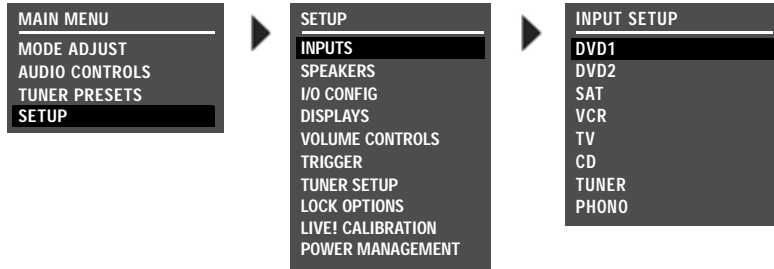 MAIN MENU
MODE ADJUST
AUDIO CONTROLS
TUNER PRESETS
SETUP
SETUP
INPUTS
SPEAKERS
I/O CONFIG
DISPLAYS
VOLUME CONTROLS
TRIGGER
TUNER SETUP
LOCK OPTIONS
LIVE! CALIBRATION
POWER MANAGEMENT
INPUT SETUP
DVD1
DVD2
SAT
VCR
TV
CD
TUNER
PHONO